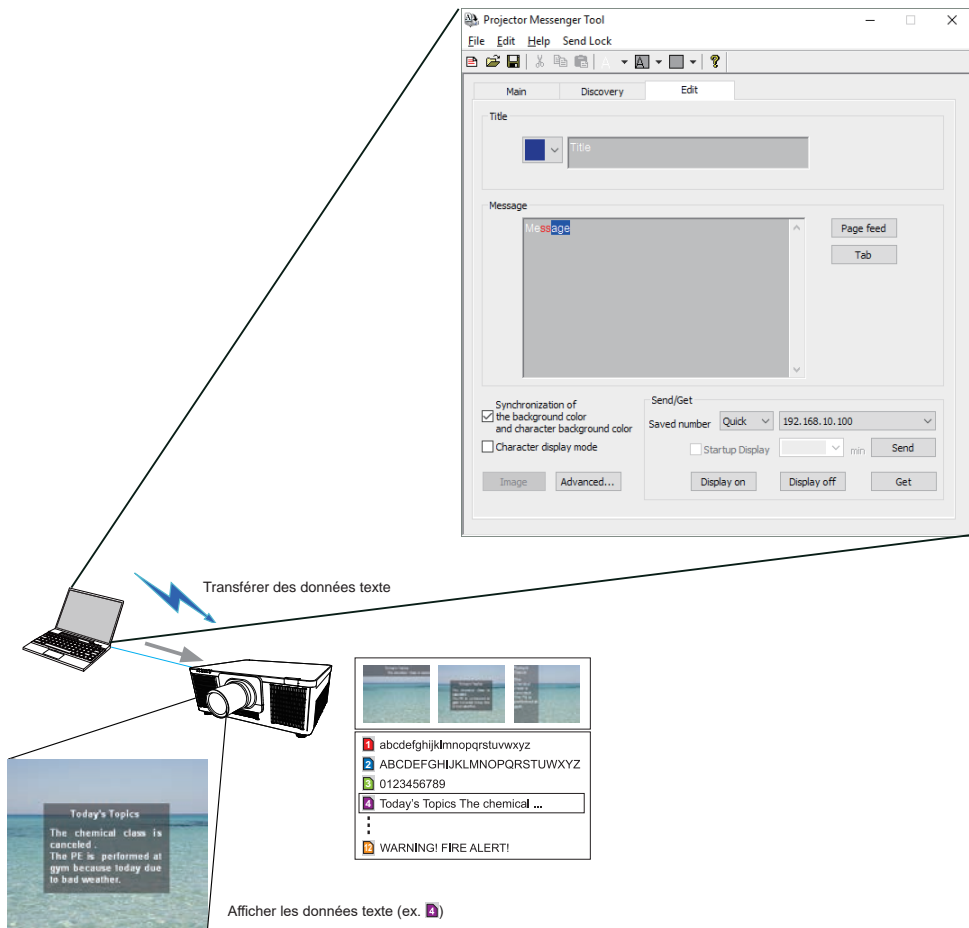 Projector Messenger Tool
File Edit Help Send Lock
Main Discovery Edit
Title
Title
Message
Message
Page feed
Tab
Synchronization of
the background color
and character background color
Character display mode
Image Advanced...
Send/Get
Saved number Quick 192.168.10.100
Startup Display min Send
Display on Display off Get
Transférer des données texte
1 abcdefghijklmnopqrstuvwxyz
2 ABCDEFGHIJKLMNOPQRSTUWXYZ
3 0123456789
4 Today's Topics The chemical ...
12 WARNING! FIRE ALERT!
Today's Topics
The chemical class is
canceled .
The PE is performed at
gym because today due
to bad weather.
Afficher les données texte (ex. 4)